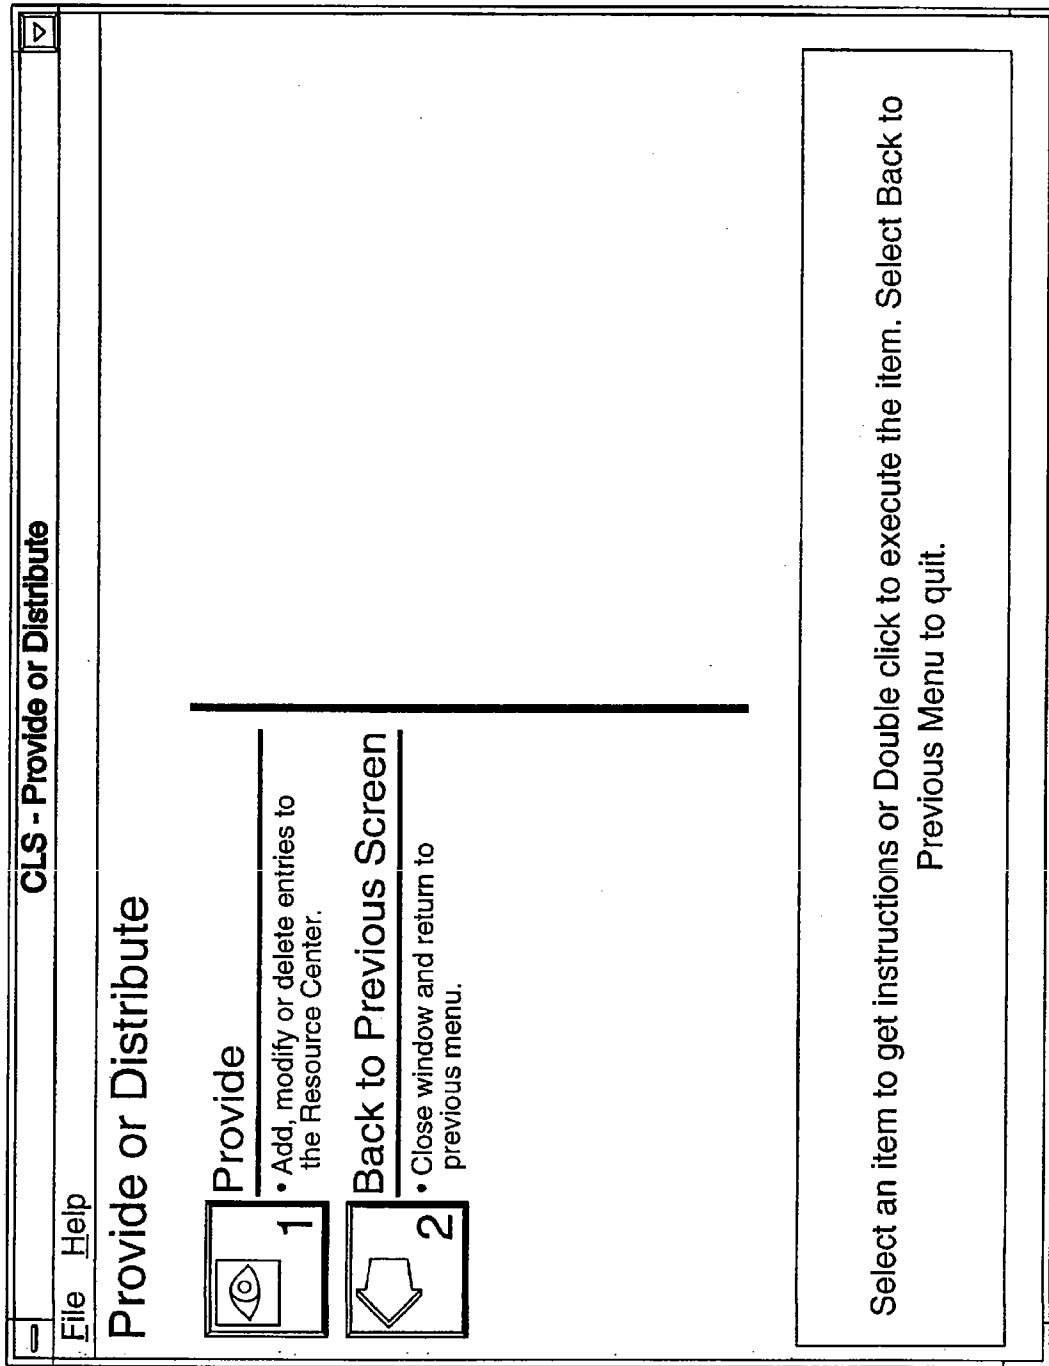 CLS - Provide or Distribute
File Help
Provide or Distribute
1
Provide
• Add, modify or delete entries to
the Resource Center.
2
Back to Previous Screen
• Close window and return to
previous menu.
Select an item to get instructions or Double click to execute the item. Select Back to
Previous Menu to quit.